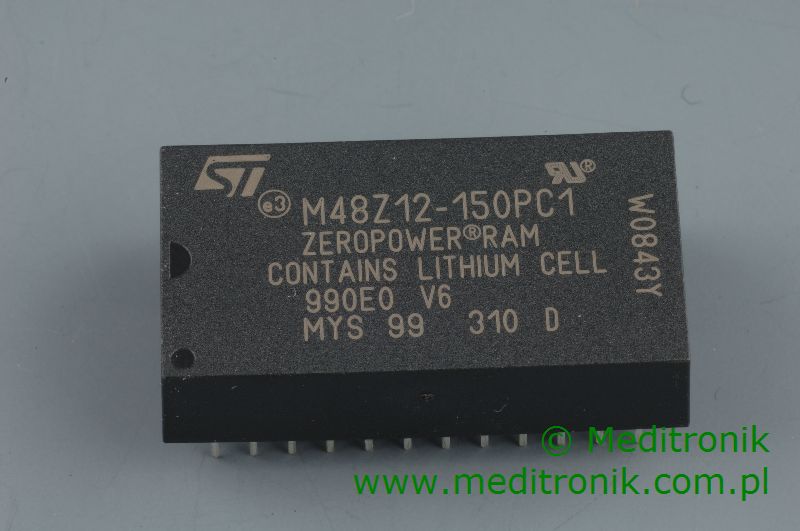 ST
e3 M48Z12-150PC1
ZEROPOWER®RAM
CONTAINS LITHIUM CELL
990E0 V6
MYS 99 310 D
RU®
W0843Y
© Meditronik
www.meditronik.com.pl